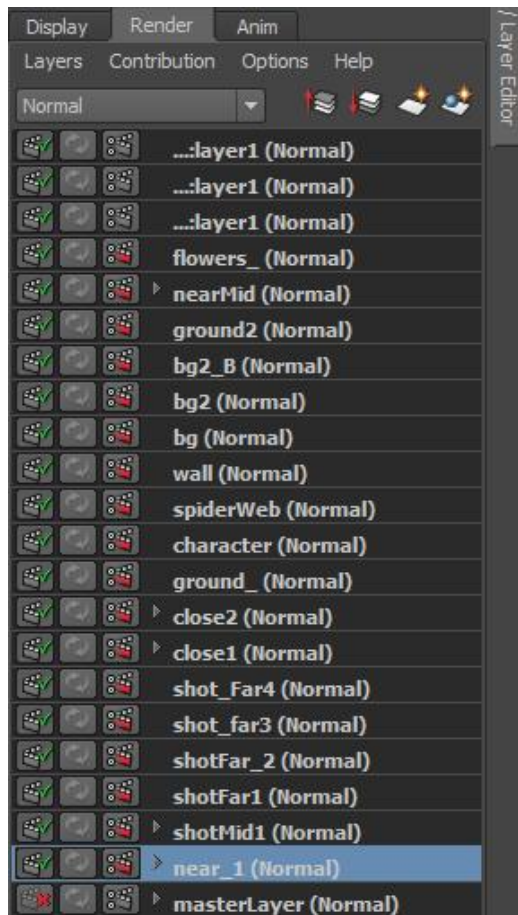 Display Render Anim
Layers Contribution Options Help
Normal
...:layer1 (Normal)
...:layer1 (Normal)
...:layer1 (Normal)
flowers_ (Normal)
nearMid (Normal)
ground2 (Normal)
bg2_B (Normal)
bg2 (Normal)
bg (Normal)
wall (Normal)
spiderWeb (Normal)
character (Normal)
ground_ (Normal)
close2 (Normal)
close1 (Normal)
shot_Far4 (Normal)
shot_far3 (Normal)
shotFar_2 (Normal)
shotFar1 (Normal)
shotMid1 (Normal)
near_1 (Normal)
masterLayer (Normal)
/ Layer Editor